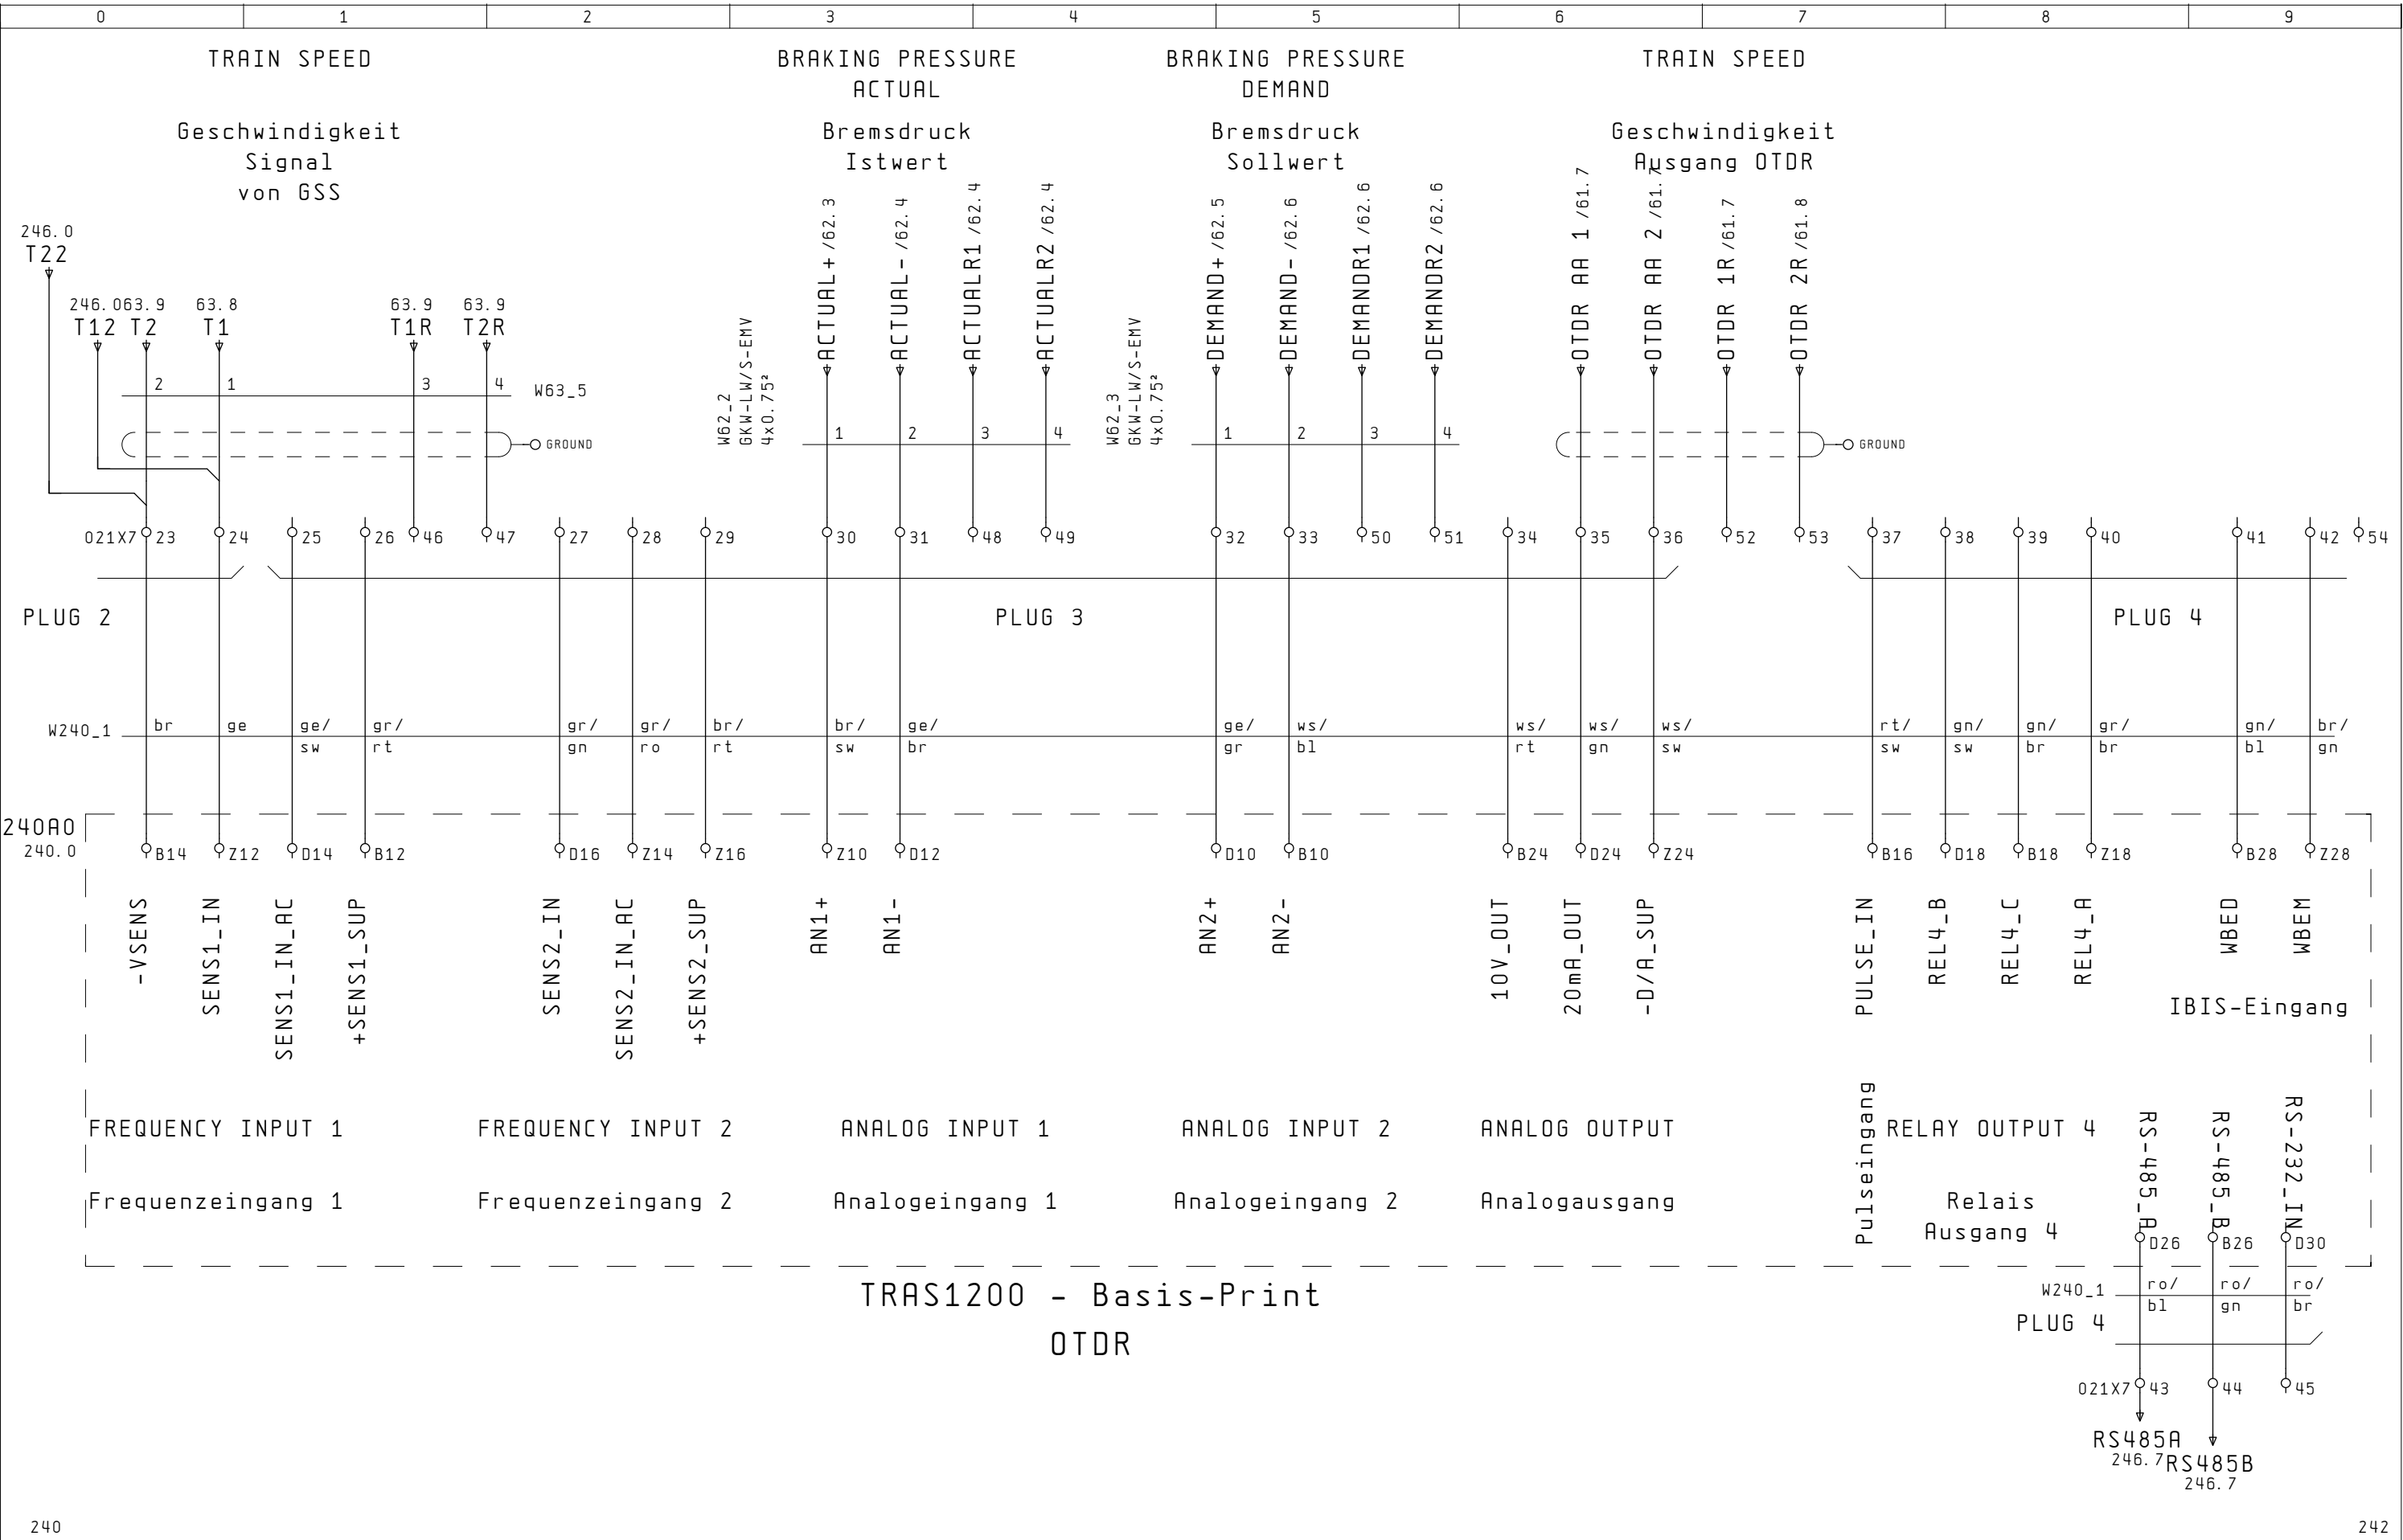 0 1 2 3 4 5 6 7 8 9
TRAIN SPEED
BRAKING PRESSURE
ACTUAL
BRAKING PRESSURE
DEMAND
TRAIN SPEED
Geschwindigkeit
Signal
von GSS
Bremsdruck
Istwert
Bremsdruck
Sollwert
Geschwindigkeit
Ausgang OTDR
246.0
T22
246.0 63.9 63.8 63.9 63.9
T12 T2 T1 T1R T2R
ACTUAL+ /62.3
ACTUAL- /62.4
ACTUALR1 /62.4
ACTUALR2 /62.4
DEMAND+ /62.5
DEMAND- /62.6
DEMANDR1 /62.6
DEMANDR2 /62.6
OTDR AA 1 /61.7
OTDR AA 2 /61.7
OTDR 1R /61.7
OTDR 2R /61.8
2 1 3 4 W63_5
W62_2
GKW-LW/S-EMV
4x0.75²
W62_3
GKW-LW/S-EMV
4x0.75²
1 2 3 4
1 2 3 4
GROUND
GROUND
021X7 23 24 25 26 46 47 27 28 29 30 31 48 49 32 33 50 51 34 35 36 52 53 37 38 39 40 41 42 54
PLUG 2
PLUG 3
PLUG 4
W240_1 br ge ge/ gr/ gr/ gr/ br/ br/ ge/ ge/ ws/ ws/ ws/ ws/ rt/ gn/ gn/ gr/ gn/ br/
sw rt gn ro rt sw br gr bl rt gn sw sw sw br br bl gn
240A0
240.0
B14 Z12 D14 B12 D16 Z14 Z16 Z10 D12 D10 B10 B24 D24 Z24 B16 D18 B18 Z18 B28 Z28
-VSENS
SENS1_IN
SENS1_IN_AC
+SENS1_SUP
SENS2_IN
SENS2_IN_AC
+SENS2_SUP
AN1+
AN1-
AN2+
AN2-
10V_OUT
20mA_OUT
-D/A_SUP
PULSE_IN
REL4_B
REL4_C
REL4_A
WBED
WBEM
IBIS-Eingang
FREQUENCY INPUT 1
FREQUENCY INPUT 2
ANALOG INPUT 1
ANALOG INPUT 2
ANALOG OUTPUT
Pulseingang
RELAY OUTPUT 4
Frequenzeingang 1
Frequenzeingang 2
Analogeingang 1
Analogeingang 2
Analogausgang
Relais
Ausgang 4
RS-485_A
RS-485_B
RS-232_IN
D26 B26 D30
TRAS1200 - Basis-Print
OTDR
W240_1 ro/ ro/ ro/
bl gn br
PLUG 4
021X7 43 44 45
RS485A
246.7
RS485B
246.7
240
242